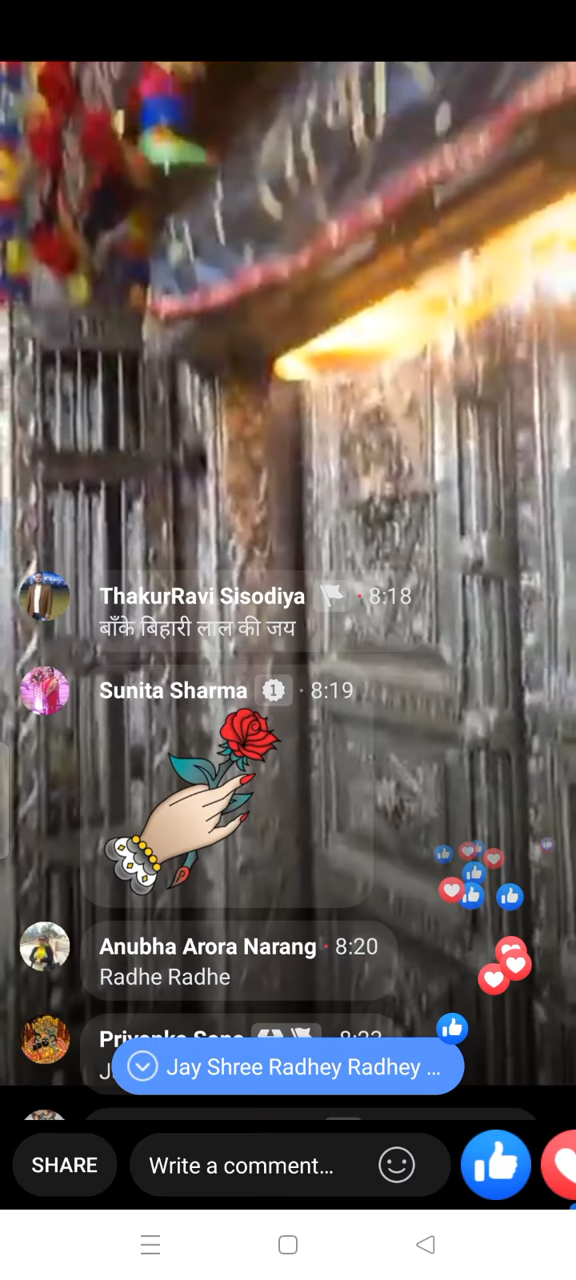 ThakurRavi Sisodiya 8:18
बाँके बिहारी लाल की जय
Sunita Sharma 1 · 8:19
Anubha Arora Narang · 8:20
Radhe Radhe
Jay Shree Radhey Radhey ...
SHARE
Write a comment...